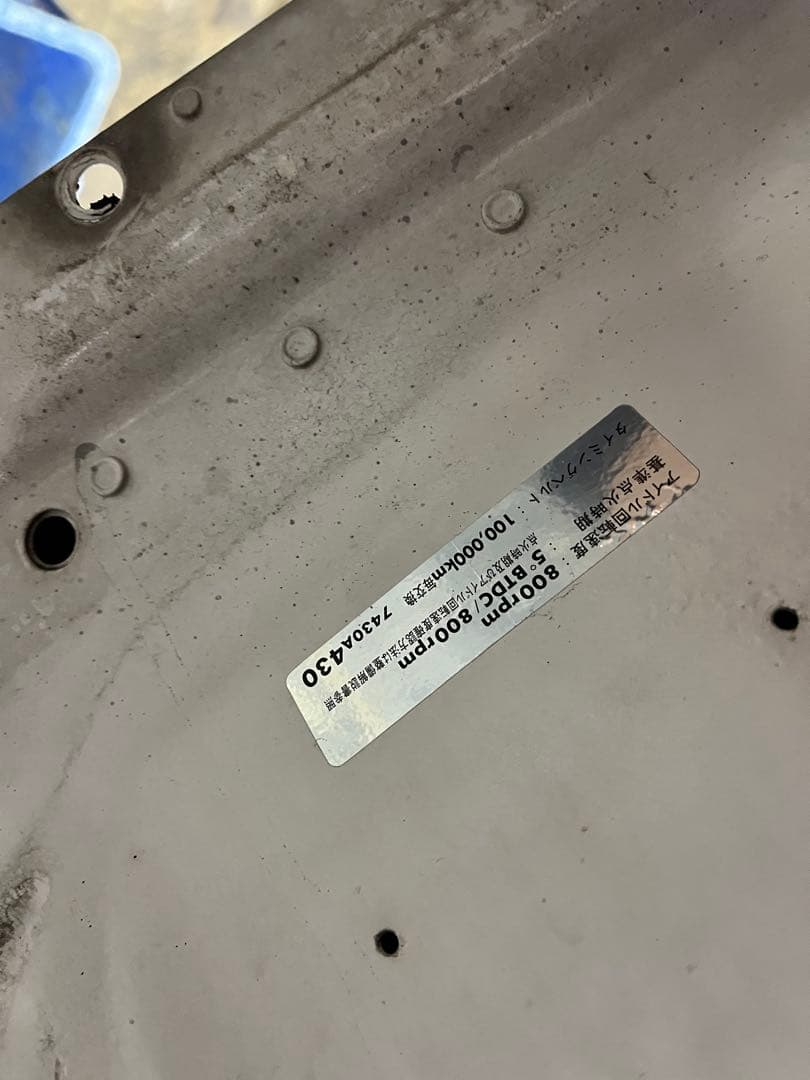 アイドル回転速度 : 800rpm
基準点火時期 : 5°BTDC/800rpm
点火時期及びアイドル回転速度確認方法は整備解説書参照
タイミングベルト : 100,000km毎交換 7430A430